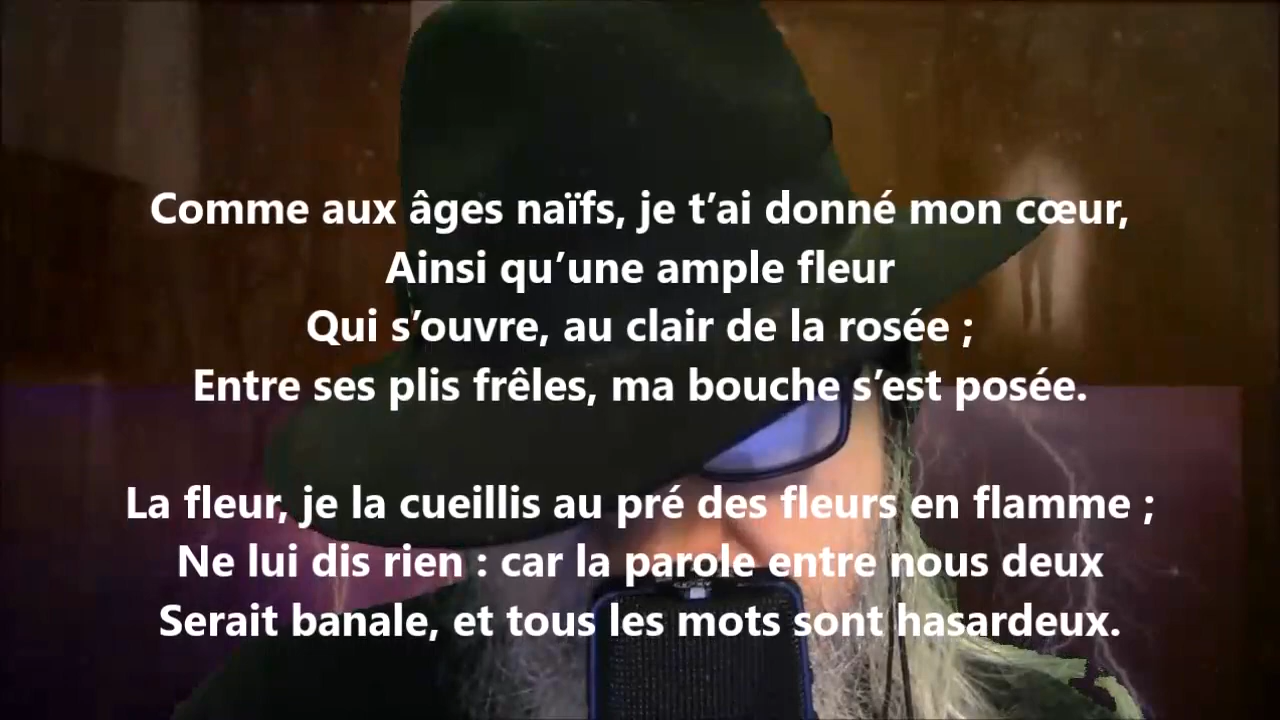 Comme aux âges naïfs, je t’ai donné mon cœur,
Ainsi qu’une ample fleur
Qui s’ouvre, au clair de la rosée ;
Entre ses plis frêles, ma bouche s’est posée.
La fleur, je la cueillis au pré des fleurs en flamme ;
Ne lui dis rien : car la parole entre nous deux
Serait banale, et tous les mots sont hasardeux.